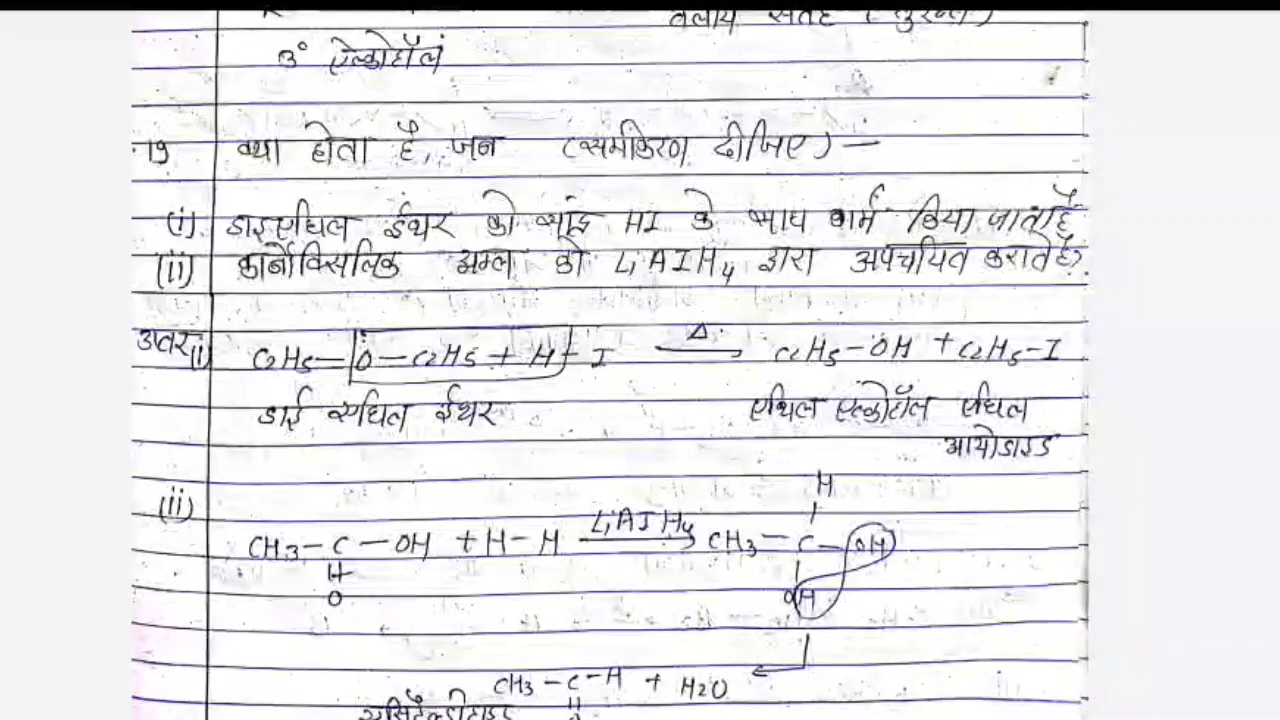 3° ऐल्कोहॉल
19 क्या होता है, जब (समीकरण दीजिए) —
(i) डाइएथिल ईथर को सांद्र HI के साथ गर्म किया जाता है
(ii) कार्बोक्सिलिक अम्ल को LiAlH4 द्वारा अपचयित कराते है?
उत्तर (i) C2H5 – O – C2H5 + H – I Δ→ C2H5 – OH + C2H5 – I
डाई एथिल ईथर एथिल एल्कोहॉल एथिल
आयोडाइड
H
(ii) LiAlH4
CH3 – C – OH + H – H → CH3 – C – OH
O OH
CH3 – C – H + H2O